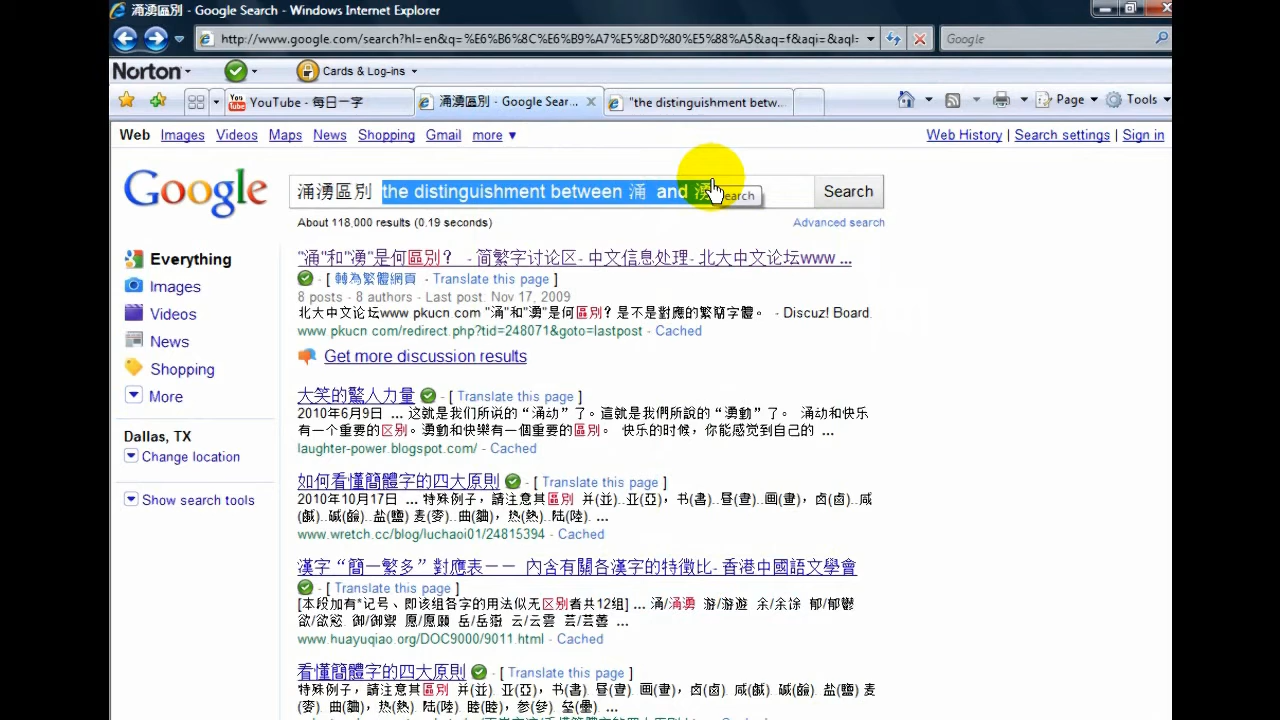 涌湧區別 - Google Search - Windows Internet Explorer
http://www.google.com/search?hl=en&q=%E6%B6%8C%E6%B9%A7%E5%8D%80%E5%88%A5&aq=f&aqi=&aql=
Google
Norton
Cards & Log-ins
YouTube - 每日一字
涌湧區別 - Google Sear...
"the distinguishment betw...
Page
Tools
Web Images Videos Maps News Shopping Gmail more ▼
Web History | Search settings | Sign in
Google
涌湧區別 the distinguishment between 涌 and
Search
About 118,000 results (0.19 seconds)
Advanced search
Everything
Images
Videos
News
Shopping
More
Dallas, TX
Change location
Show search tools
"涌"和"湧"是何區別？ - 简繁字讨论区 - 中文信息处理 - 北大中文论坛www ...
- [ 轉為繁體網頁 - Translate this page ]
8 posts - 8 authors - Last post. Nov 17, 2009
北大中文论坛www pkucn com "涌"和"湧"是何區別？是不是對應的繁簡字體。 - Discuz! Board.
www pkucn com/redirect php?tid=248071&goto=lastpost - Cached
Get more discussion results
大笑的驚人力量 - [ Translate this page ]
2010年6月9日 ... 这就是我们所说的“涌动”了。這就是我們所說的“湧動”了。 涌动和快乐
有一个重要的区别。湧動和快樂有一個重要的區別。 快乐的时候，你能感觉到自己的 ...
laughter-power.blogspot.com/ - Cached
如何看懂簡體字的四大原則 - [ Translate this page ]
2010年10月17日 ... 特殊例子，請注意其區別 并(並)..亚(亞)，书(書)..昼(晝)..画(畫)，卤(鹵)..咸
(鹹)..碱(鹼)..盐(鹽) 麦(麥)..曲(麯)，热(熱)..陆(陸) ...
www.wretch.cc/blog/luchaoi01/24815394 - Cached
漢字“簡一繁多”對應表—— 內含有關各漢字的特徵比 - 香港中國語文學會
- [ Translate this page ]
[本段加有*记号、即该组各字的用法似无区别者共12组] ... 涌/涌湧 游/游遊 余/余馀 郁/郁鬱
欲/欲慾 御/御禦 愿/愿願 岳/岳嶽 云/云雲 芸/芸蕓 ...
www.huayuqiao.org/DOC9000/9011 html - Cached
看懂簡體字的四大原則 - [ Translate this page ]
特殊例子，請注意其區別 并(並)，亚(亞)，书(書) 昼(晝) 画(畫)，卤(鹵)，咸(鹹)，碱(鹼)，盐(鹽) 麦
(麥)..曲(麯)，热(熱) 陆(陸)